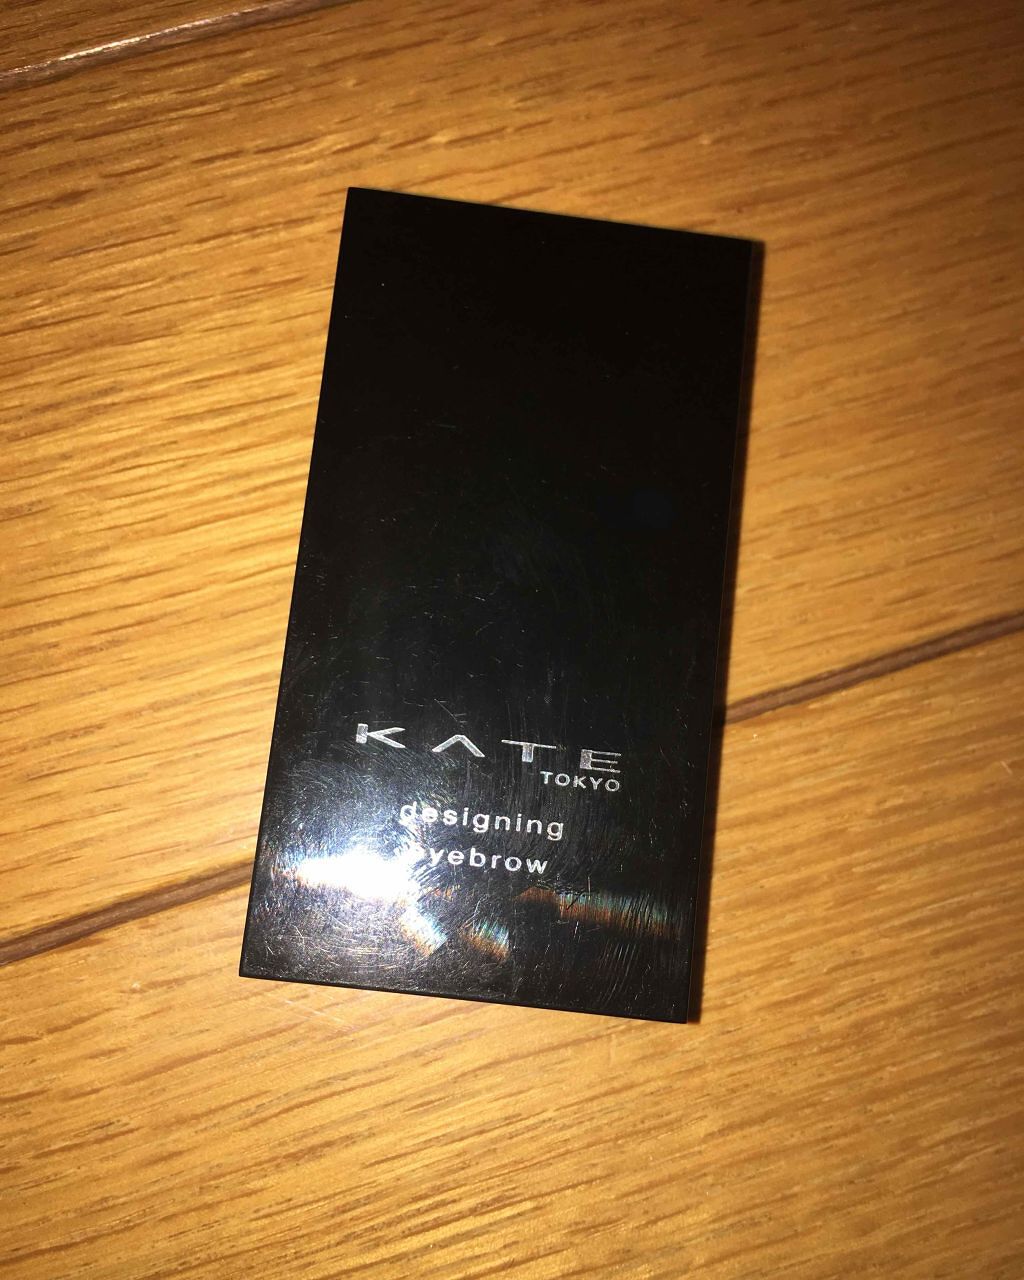 KATE
TOKYO
designing
eyebrow